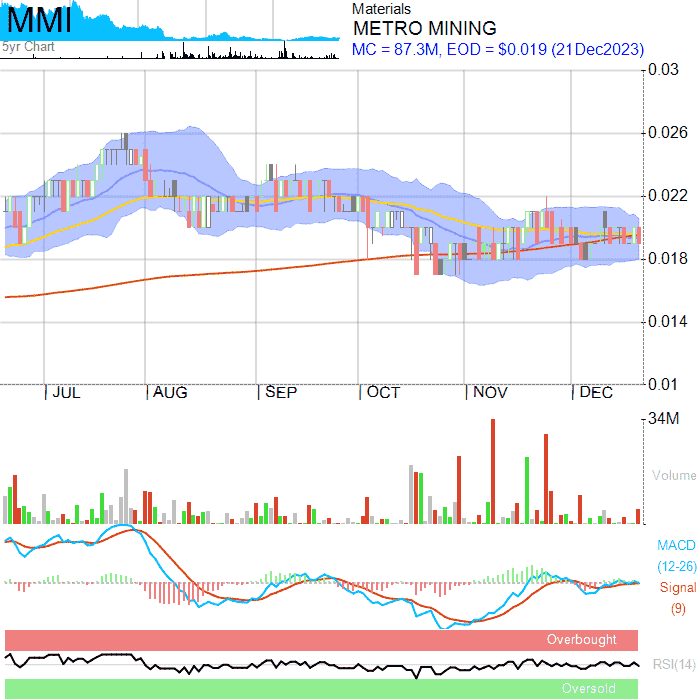 MMI
5yr Chart
Materials
METRO MINING
MC = 87.3M, EOD = $0.019 (21Dec2023)
0.03
0.026
0.022
0.018
0.014
0.01
JUL AUG SEP OCT NOV DEC
34M
Volume
MACD
(12-26)
Signal
(9)
Overbought
RSI(14)
Oversold